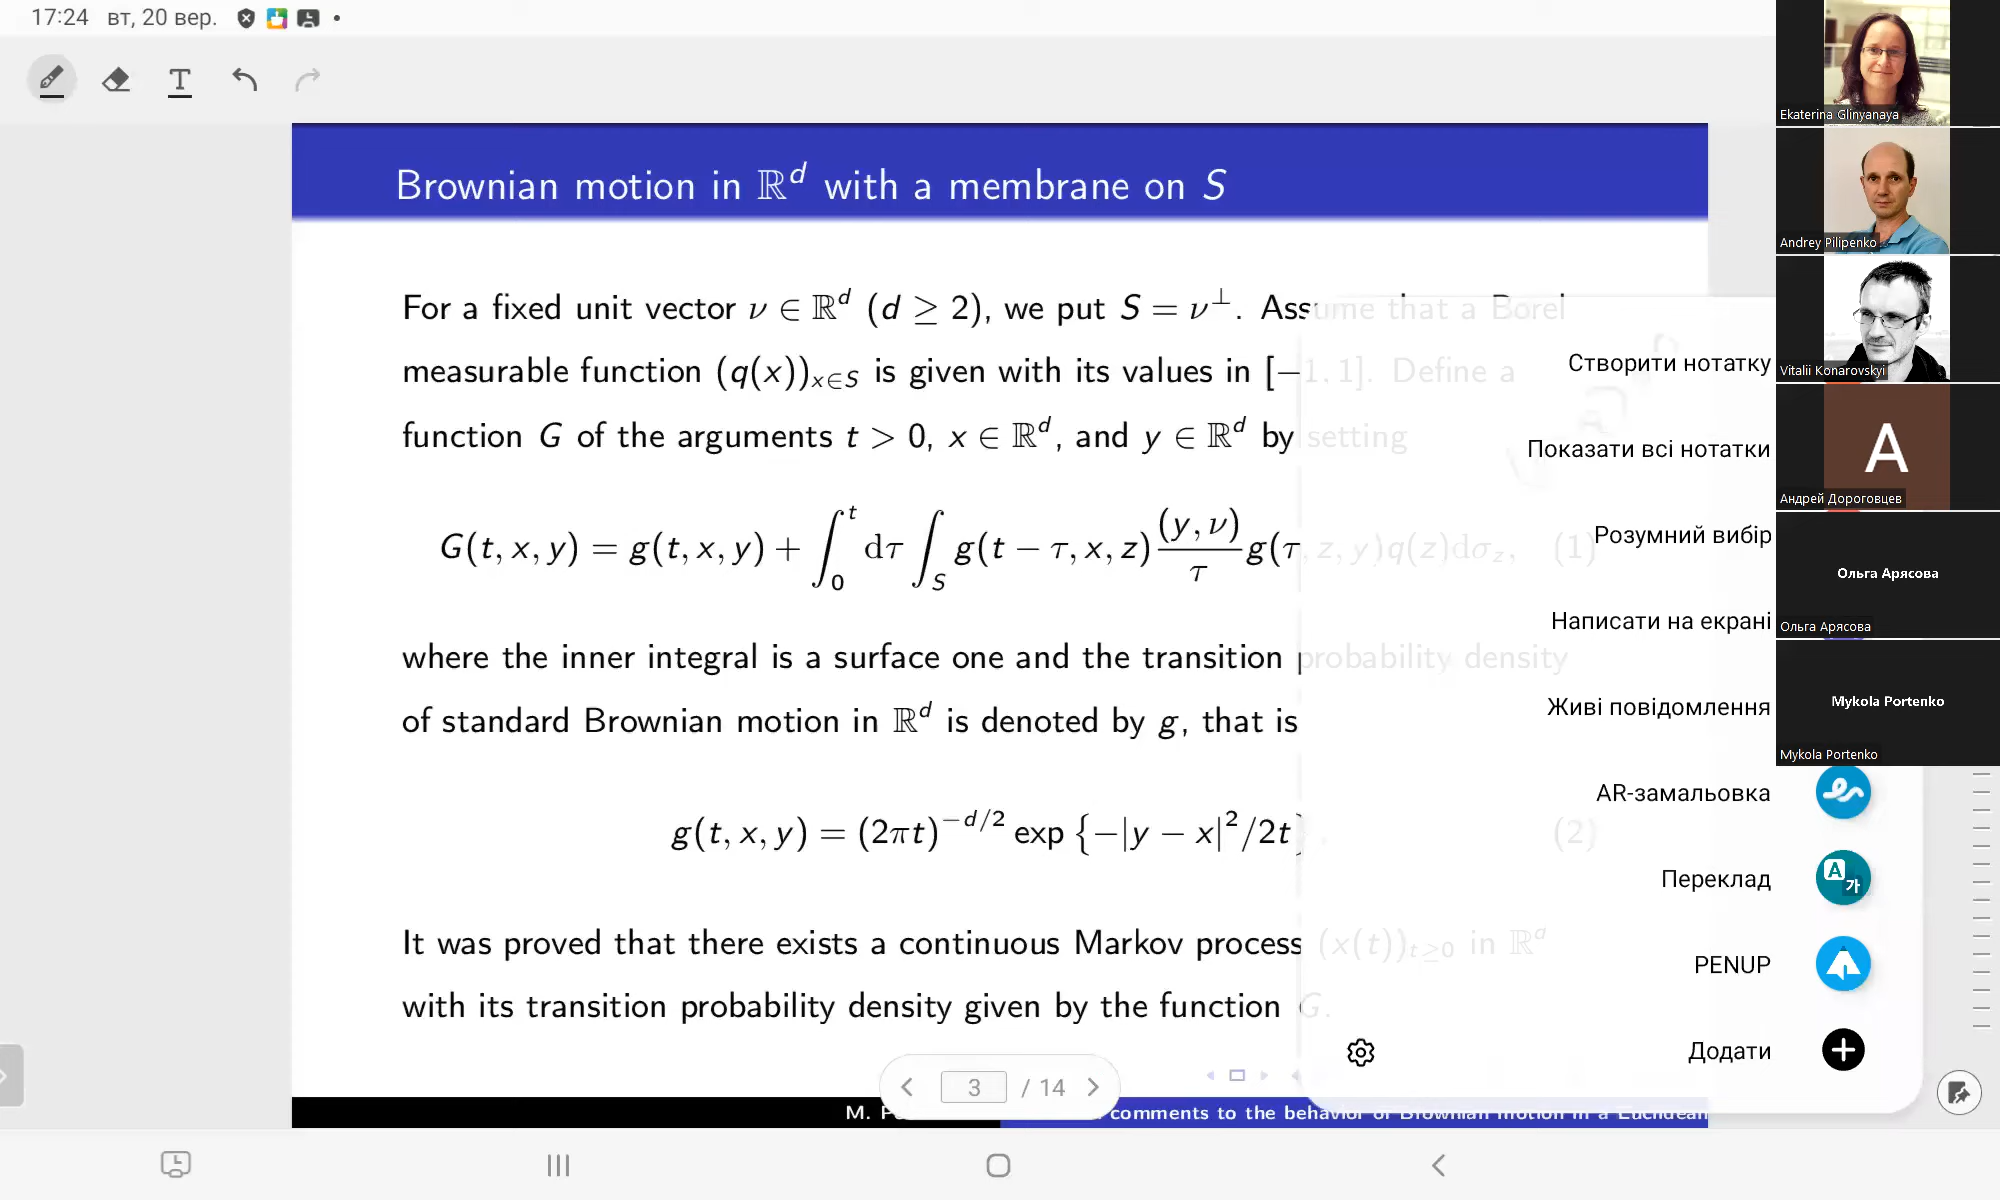 17:24 вт, 20 вер.
Brownian motion in ℝᵈ with a membrane on S
For a fixed unit vector ν ∈ ℝᵈ (d ≥ 2), we put S = ν^⊥. Assume that a Borel
measurable function (q(x))_{x∈S} is given with its values in [−1, 1]. Define a
function G of the arguments t > 0, x ∈ ℝᵈ, and y ∈ ℝᵈ by setting
G(t, x, y) = g(t, x, y) + ∫_0^t dτ ∫_S g(t − τ, x, z) (y, ν)/τ g(τ, z, y)q(z)dσ_z, (1)
where the inner integral is a surface one and the transition probability density
of standard Brownian motion in ℝᵈ is denoted by g, that is
g(t, x, y) = (2πt)^{−d/2} exp {−|y − x|²/2t}. (2)
It was proved that there exists a continuous Markov process (x(t))_{t≥0} in ℝᵈ
with its transition probability density given by the function G.
3 / 14
comments to the behavior of Brownian motion in a Euclidean
Створити нотатку
Показати всі нотатки
Розумний вибір
Написати на екрані
Живі повідомлення
AR-замальовка
Переклад
PENUP
Додати
Ekaterina Glinyanaya
Andrey Pilipenko
Vitalii Konarovskyi
A
Андрей Дороговцев
Ольга Арясова
Ольга Арясова
Mykola Portenko
Mykola Portenko